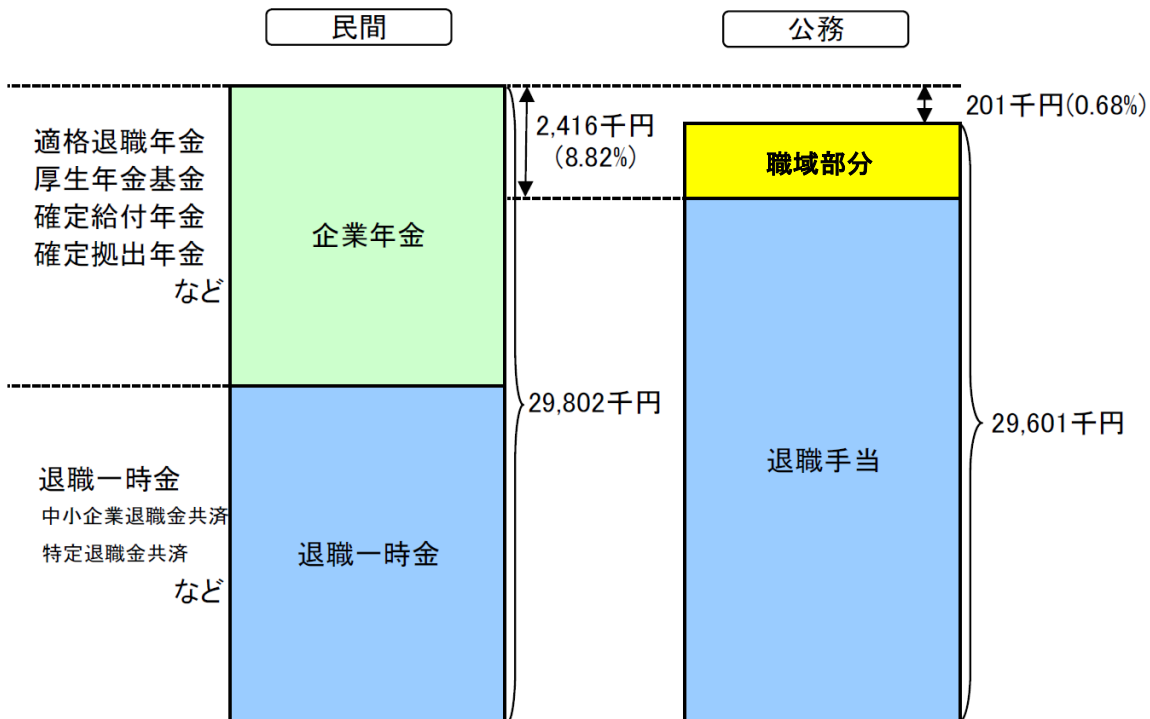 民間
公務
適格退職年金
厚生年金基金
確定給付年金
確定拠出年金
など
企業年金
2,416千円
(8.82%)
201千円(0.68%)
職域部分
29,802千円
29,601千円
退職一時金
中小企業退職金共済
特定退職金共済
など
退職一時金
退職手当